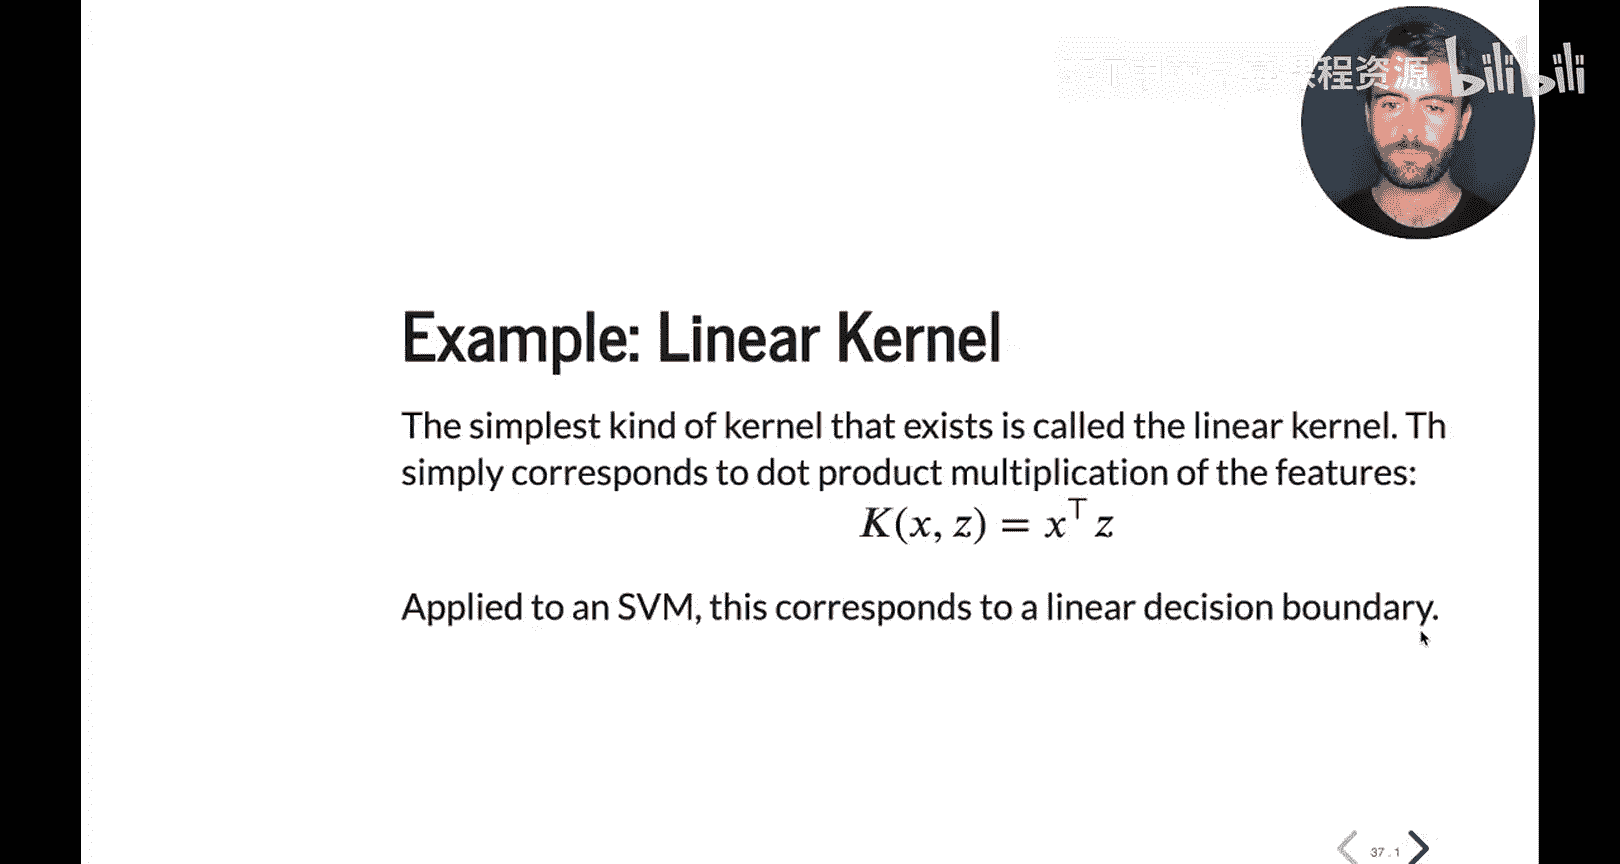 程资源 bilibili
Example: Linear Kernel
The simplest kind of kernel that exists is called the linear kernel. Th
simply corresponds to dot product multiplication of the features:
K(x, z) = x⊤ z
Applied to an SVM, this corresponds to a linear decision boundary.
37 . 1